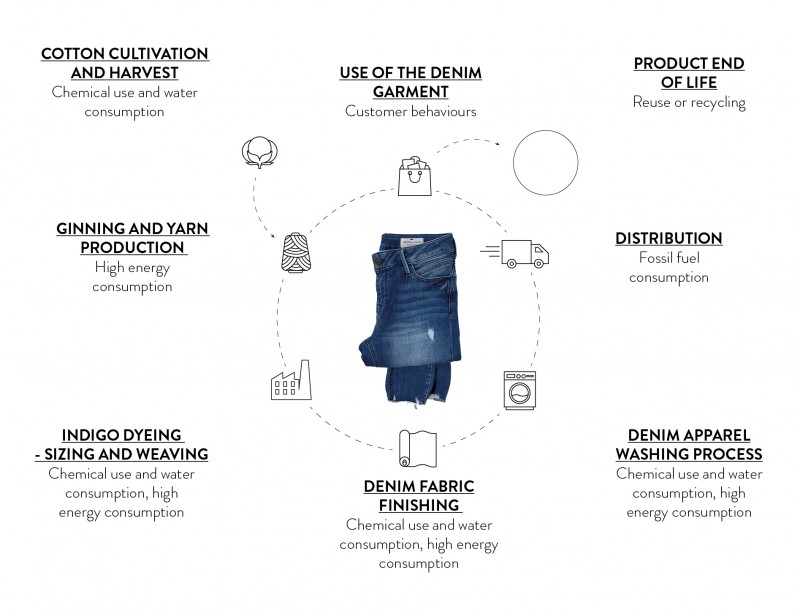 COTTON CULTIVATION
AND HARVEST
Chemical use and water
consumption
USE OF THE DENIM
GARMENT
Customer behaviours
PRODUCT END
OF LIFE
Reuse or recycling
GINNING AND YARN
PRODUCTION
High energy
consumption
DISTRIBUTION
Fossil fuel
consumption
INDIGO DYEING
- SIZING AND WEAVING
Chemical use and water
consumption, high
energy consumption
DENIM FABRIC
FINISHING
Chemical use and water
consumption, high energy
consumption
DENIM APPAREL
WASHING PROCESS
Chemical use and water
consumption, high
energy consumption